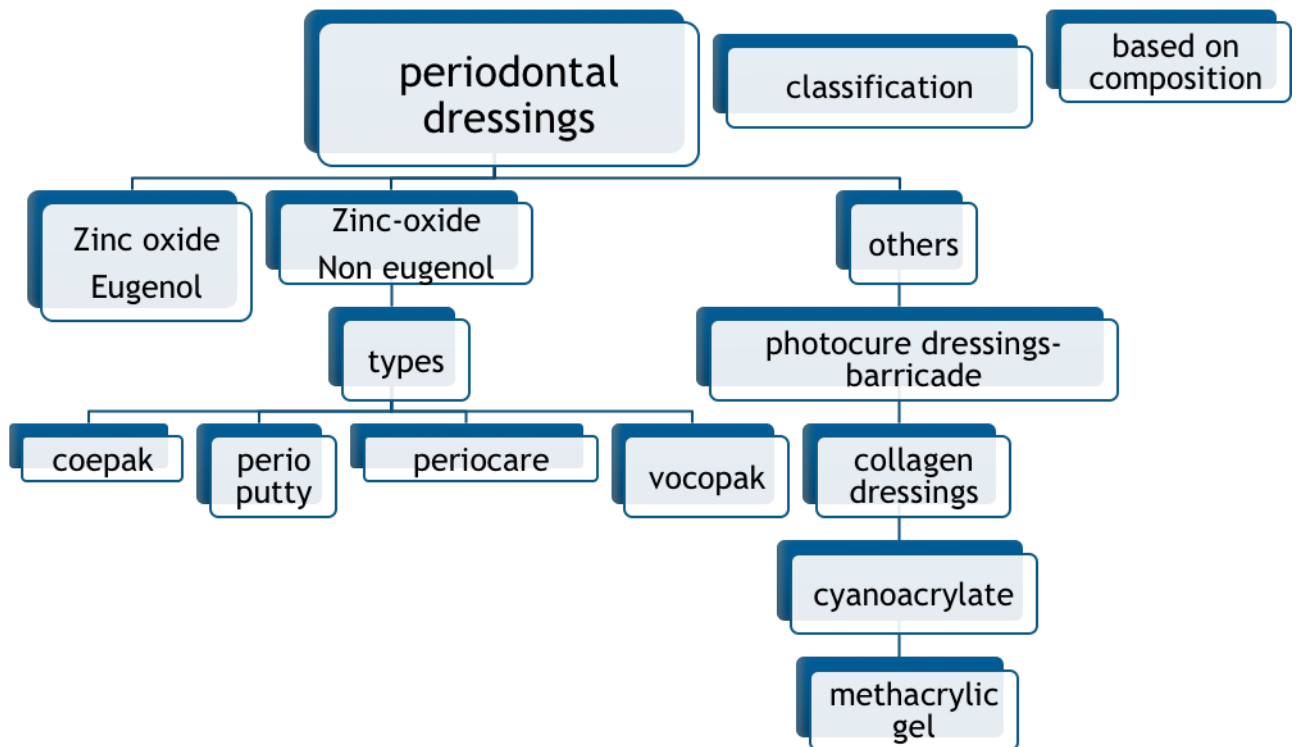 periodontal
dressings
classification
based on
composition
Zinc oxide
Eugenol
Zinc-oxide
Non eugenol
others
types
photocure dressings-
barricade
coepak
perio
putty
periocare
vocopak
collagen
dressings
cyanoacrylate
methacrylic
gel